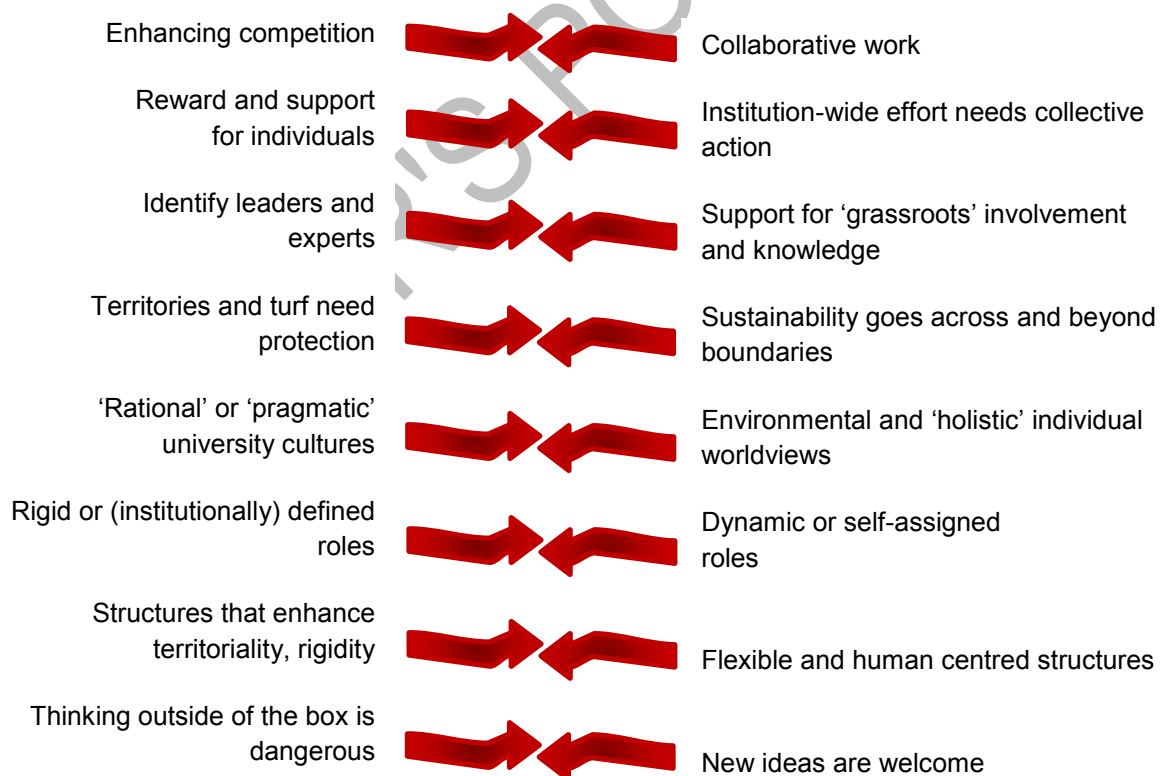 Enhancing competition
Collaborative work
Reward and support
for individuals
Institution-wide effort needs collective
action
Identify leaders and
experts
Support for ‘grassroots’ involvement
and knowledge
Territories and turf need
protection
Sustainability goes across and beyond
boundaries
‘Rational’ or ‘pragmatic’
university cultures
Environmental and ‘holistic’ individual
worldviews
Rigid or (institutionally) defined
roles
Dynamic or self-assigned
roles
Structures that enhance
territoriality, rigidity
Flexible and human centred structures
Thinking outside of the box is
dangerous
New ideas are welcome